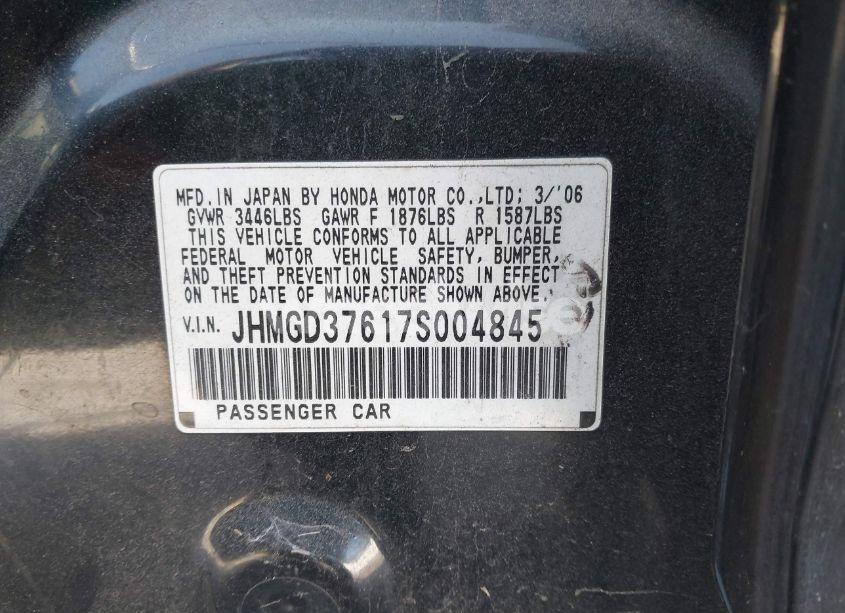 MFD.IN JAPAN BY HONDA MOTOR CO.,LTD; 3/'06
GVWR 3446LBS GAWR F 1876LBS R 1587LBS
THIS VEHICLE CONFORMS TO ALL APPLICABLE
FEDERAL MOTOR VEHICLE SAFETY, BUMPER,
AND THEFT PREVENTION STANDARDS IN EFFECT
ON THE DATE OF MANUFACTURE SHOWN ABOVE.
V.I.N. JHMGD37617S004845
PASSENGER CAR